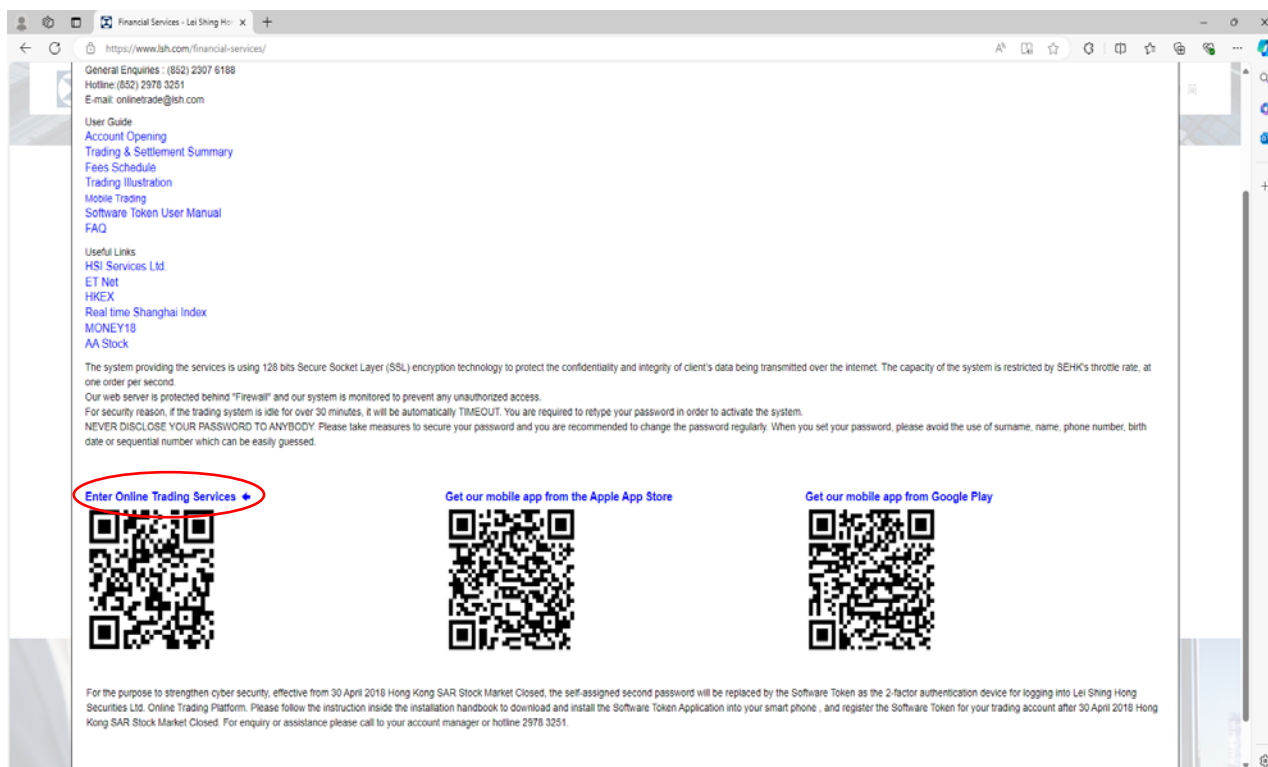 Financial Services - Lei Shing Ho
https://www.lsh.com/financial-services/
General Enquiries : (852) 2307 6188
Hotline:(852) 2978 3251
E-mail: onlinetrade@lsh.com
User Guide
Account Opening
Trading & Settlement Summary
Fees Schedule
Trading Illustration
Mobile Trading
Software Token User Manual
FAQ
Useful Links
HSI Services Ltd.
ET Net
HKEX
Real time Shanghai Index
MONEY18
AA Stock
The system providing the services is using 128 bits Secure Socket Layer (SSL) encryption technology to protect the confidentiality and integrity of client's data being transmitted over the internet. The capacity of the system is restricted by SEHK's throttle rate, at
one order per second.
Our web server is protected behind "Firewall" and our system is monitored to prevent any unauthorized access.
For security reason, if the trading system is idle for over 30 minutes, it will be automatically TIMEOUT. You are required to retype your password in order to activate the system.
NEVER DISCLOSE YOUR PASSWORD TO ANYBODY. Please take measures to secure your password and you are recommended to change the password regularly. When you set your password, please avoid the use of surname, name, phone number, birth
date or sequential number which can be easily guessed.
Enter Online Trading Services
Get our mobile app from the Apple App Store
Get our mobile app from Google Play
For the purpose to strengthen cyber security, effective from 30 April 2018 Hong Kong SAR Stock Market Closed, the self-assigned second password will be replaced by the Software Token as the 2-factor authentication device for logging into Lei Shing Hong
Securities Ltd. Online Trading Platform. Please follow the instruction inside the installation handbook to download and install the Software Token Application into your smart phone , and register the Software Token for your trading account after 30 April 2018 Hong
Kong SAR Stock Market Closed. For enquiry or assistance please call to your account manager or hotline 2978 3251.